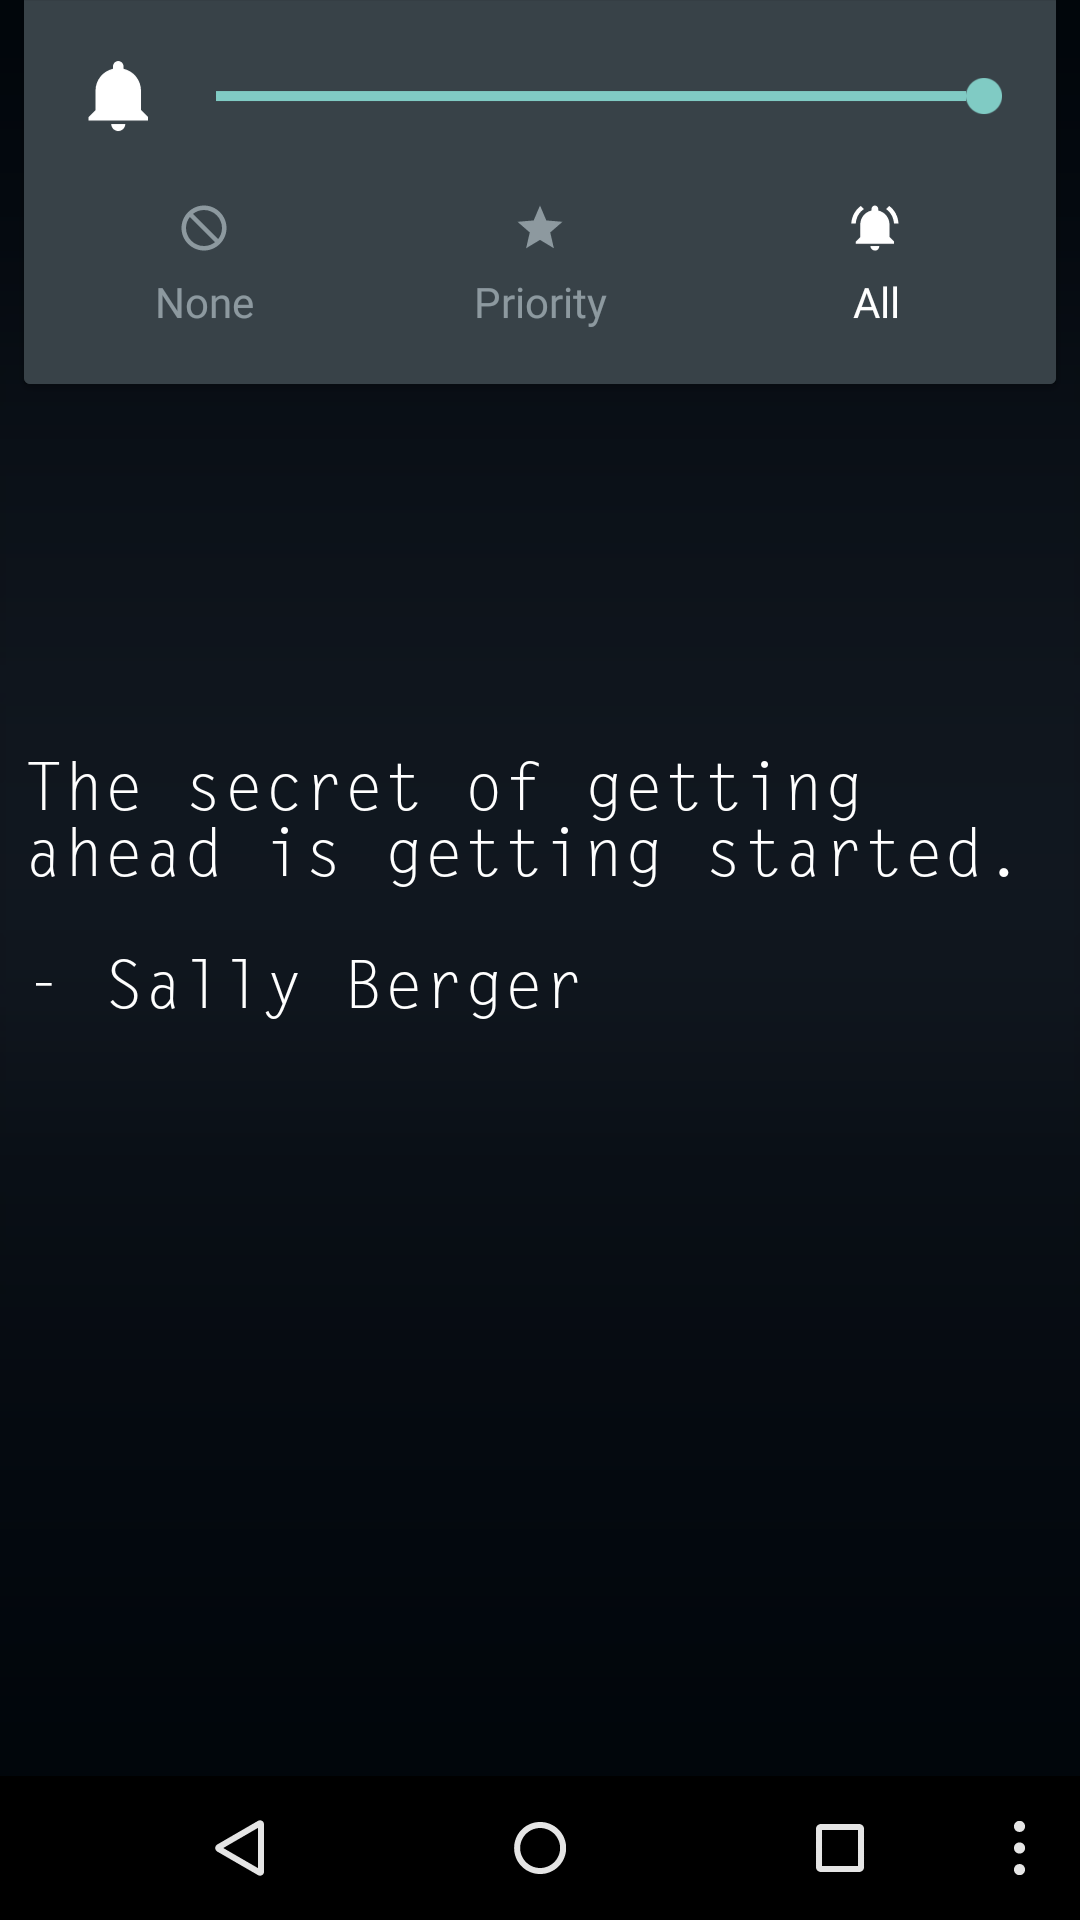 None Priority All
The secret of getting
ahead is getting started.
- Sally Berger